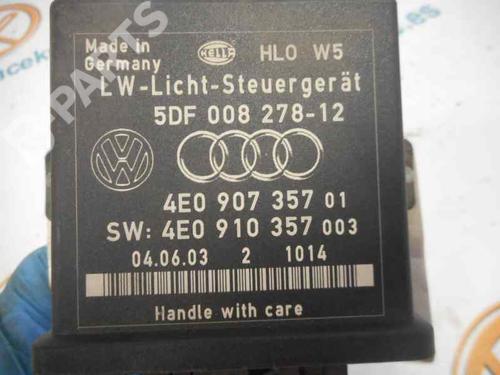 Made in
Germany
HELLA
HLO W5
LW-Licht-Steuergerät
5DF 008 278-12
4E0 907 357 01
SW: 4E0 910 357 003
04.06.03 2 1014
Handle with care
B-PARTS